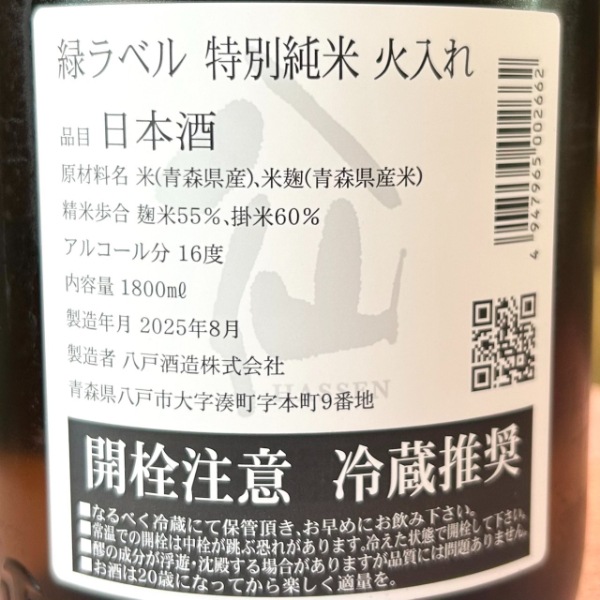 緑ラベル 特別純米 火入れ
品目 日本酒
原材料名 米(青森県産)、米麹(青森県産米)
精米歩合 麹米55%、掛米60%
アルコール分 16度
内容量 1800mℓ
製造年月 2025年8月
製造者 八戸酒造株式会社
青森県八戸市大字湊町字本町9番地
八仙
HASSEN
4947965002662
開栓注意 冷蔵推奨
■なるべく冷蔵にて保管頂き、お早めにお飲み下さい。
■常温での開栓は中栓が跳ぶ恐れがあります。冷えた状態で開栓して下さい。
■醪の成分が浮遊・沈殿する場合がありますが品質には問題ありません。
■お酒は20歳になってから楽しく適量を。